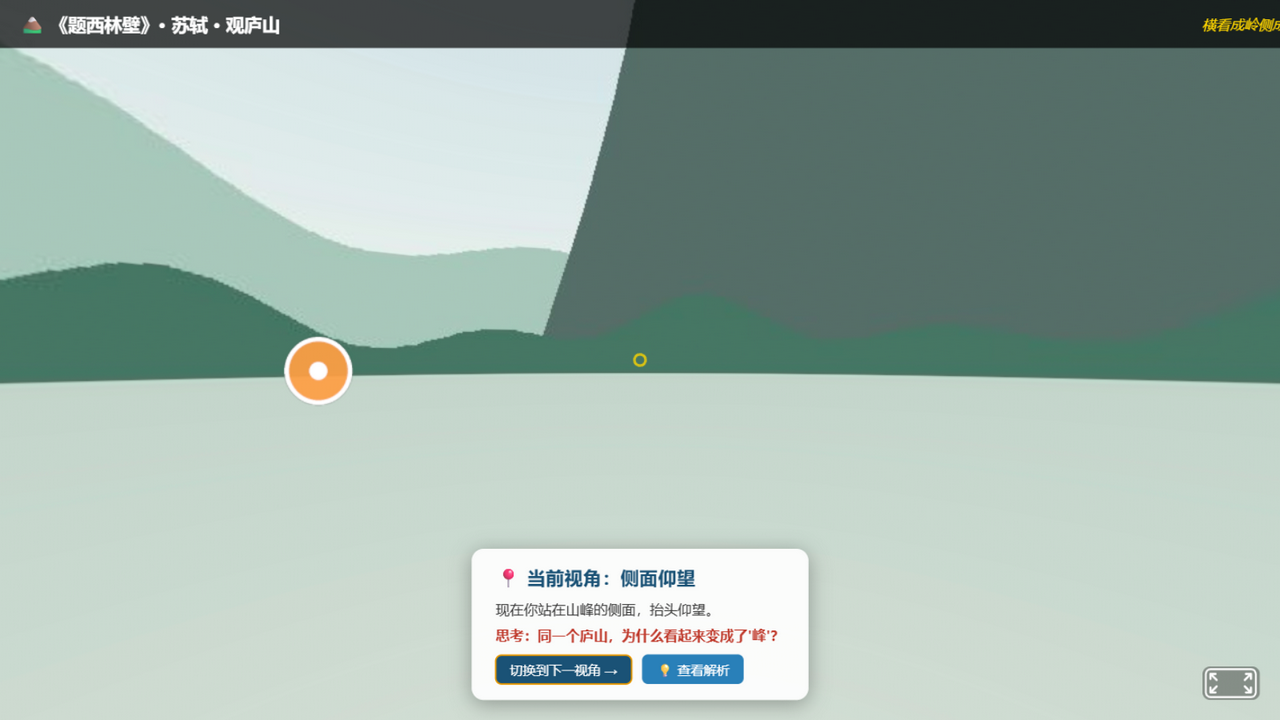 《题西林壁》• 苏轼 • 观庐山
横看成岭侧成
当前视角：侧面仰望
现在你站在山峰的侧面，抬头仰望。
思考：同一个庐山，为什么看起来变成了'峰'？
切换到下一视角 →
查看解析